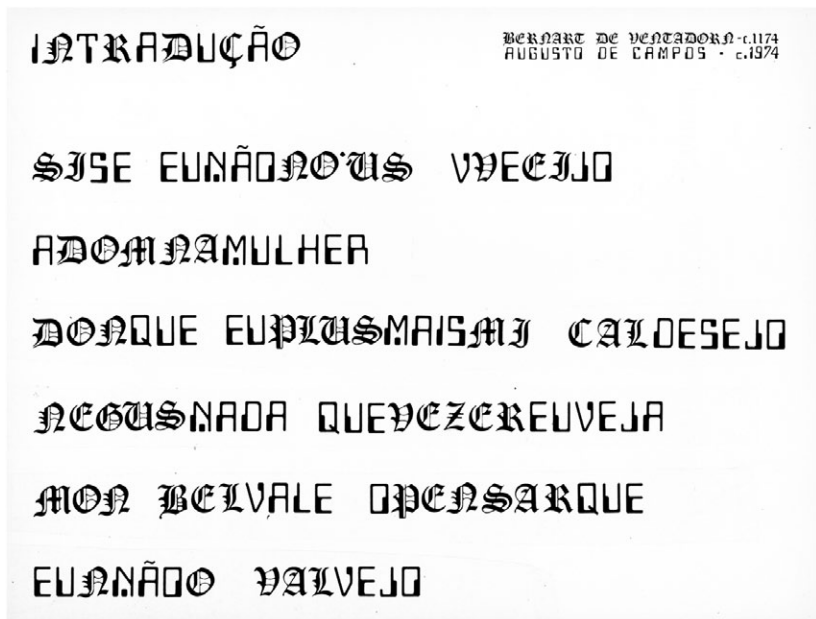 INTRADUÇÃO
BERNART DE VENTADORN - c.1174
AUGUSTO DE CAMPOS - c.1974
SISE EUNÃONO·US VVEEIJO
ADOMNAMULHER
DONQUE EUPLUSMAISMI CALDESEJO
NEGUSNADA QUEVEZEREUVEJA
MON BELVALE OPENSARQUE
EUNNÃOO VALVEJO